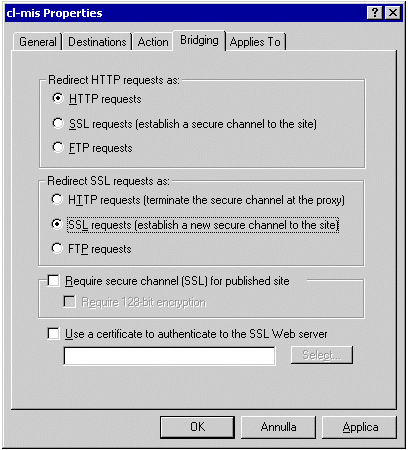 cl-mis Properties
General Destinations Action Bridging Applies To
Redirect HTTP requests as:
HTTP requests
SSL requests (establish a secure channel to the site)
FTP requests
Redirect SSL requests as:
HTTP requests (terminate the secure channel at the proxy)
SSL requests (establish a new secure channel to the site)
FTP requests
Require secure channel (SSL) for published site
Require 128-bit encryption
Use a certificate to authenticate to the SSL Web server
Select...
OK Annulla Applica